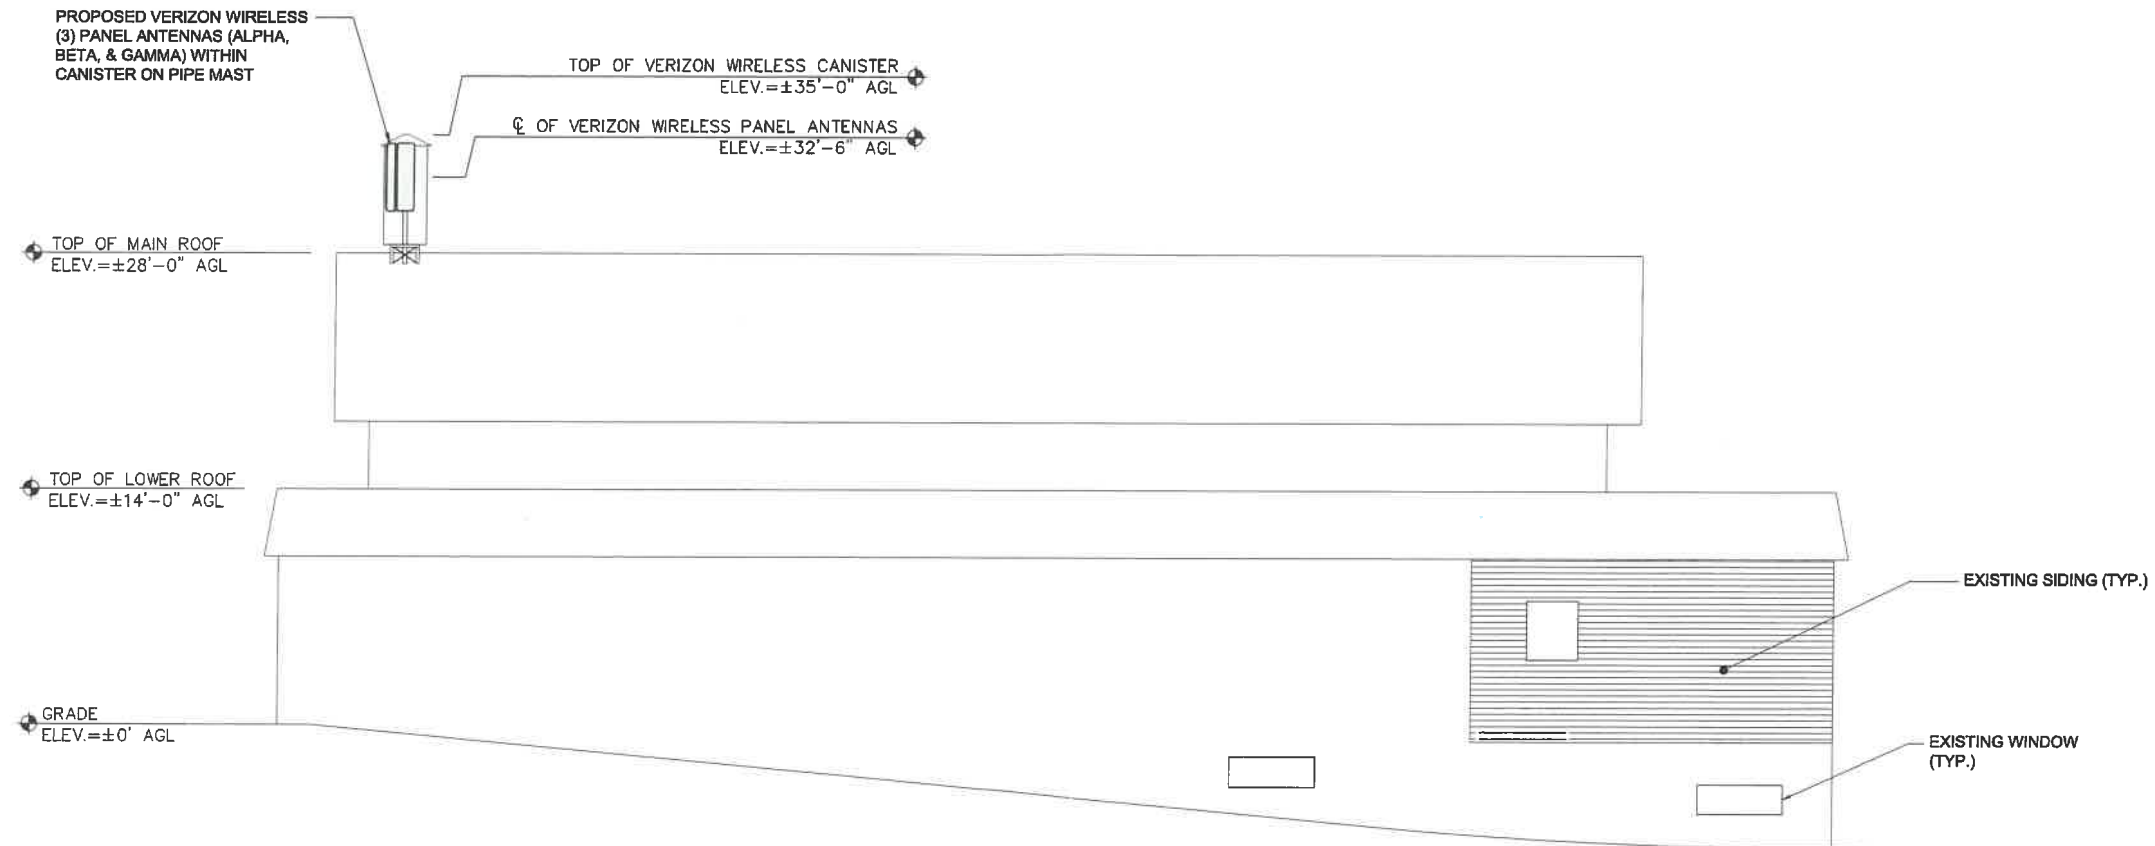 PROPOSED VERIZON WIRELESS
(3) PANEL ANTENNAS (ALPHA,
BETA, & GAMMA) WITHIN
CANISTER ON PIPE MAST
TOP OF VERIZON WIRELESS CANISTER
ELEV.=±35'-0" AGL
℄ OF VERIZON WIRELESS PANEL ANTENNAS
ELEV.=±32'-6" AGL
TOP OF MAIN ROOF
ELEV.=±28'-0" AGL
TOP OF LOWER ROOF
ELEV.=±14'-0" AGL
EXISTING SIDING (TYP.)
GRADE
ELEV.=±0' AGL
EXISTING WINDOW
(TYP.)